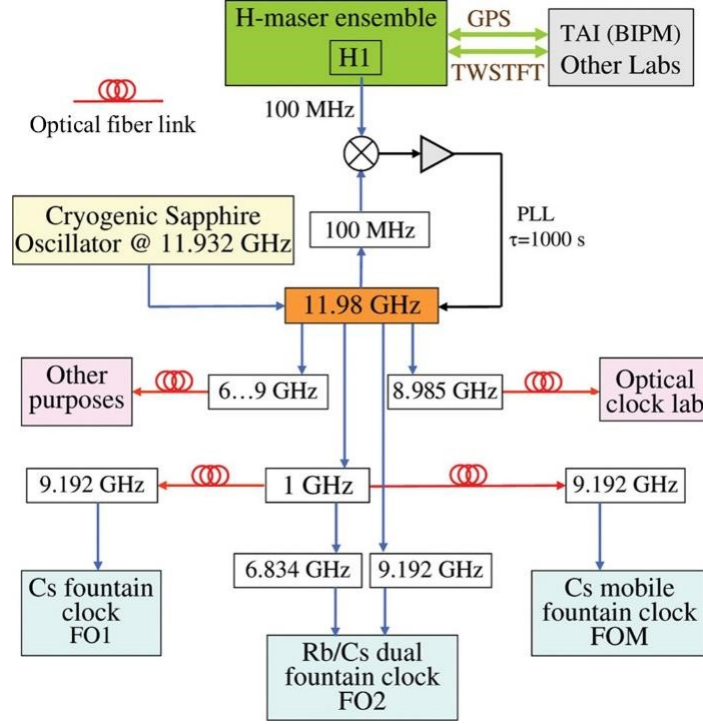 H-maser ensemble
H1
GPS
TWSTFT
TAI (BIPM)
Other Labs
Optical fiber link
100 MHz
Cryogenic Sapphire
Oscillator @ 11.932 GHz
100 MHz
PLL
τ=1000 s
11.98 GHz
Other
purposes
6...9 GHz
8.985 GHz
Optical
clock lab
9.192 GHz
1 GHz
9.192 GHz
6.834 GHz
9.192 GHz
Cs fountain
clock
FO1
Rb/Cs dual
fountain clock
FO2
Cs mobile
fountain clock
FOM